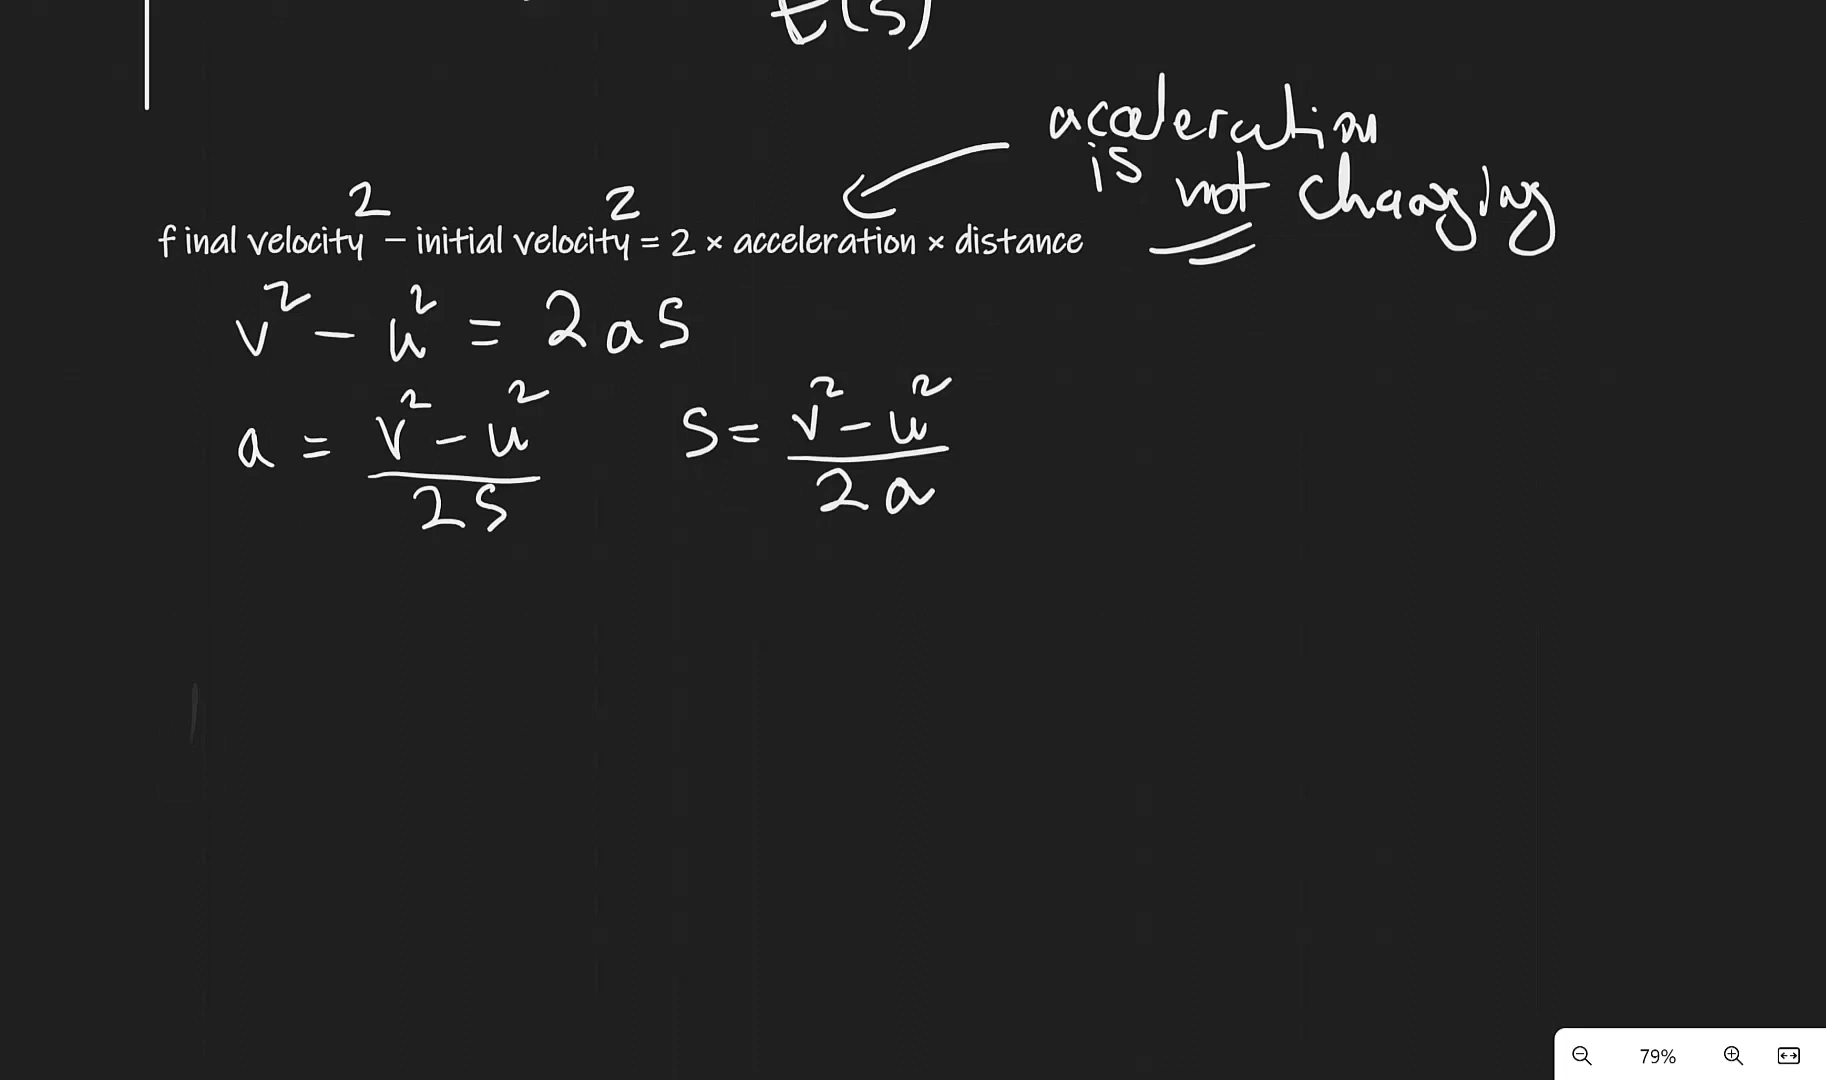 t(s)
acceleration
is not changing
final velocity² – initial velocity² = 2 × acceleration × distance
v² – u² = 2as
a = v² – u² / 2s
s = v² – u² / 2a
79%